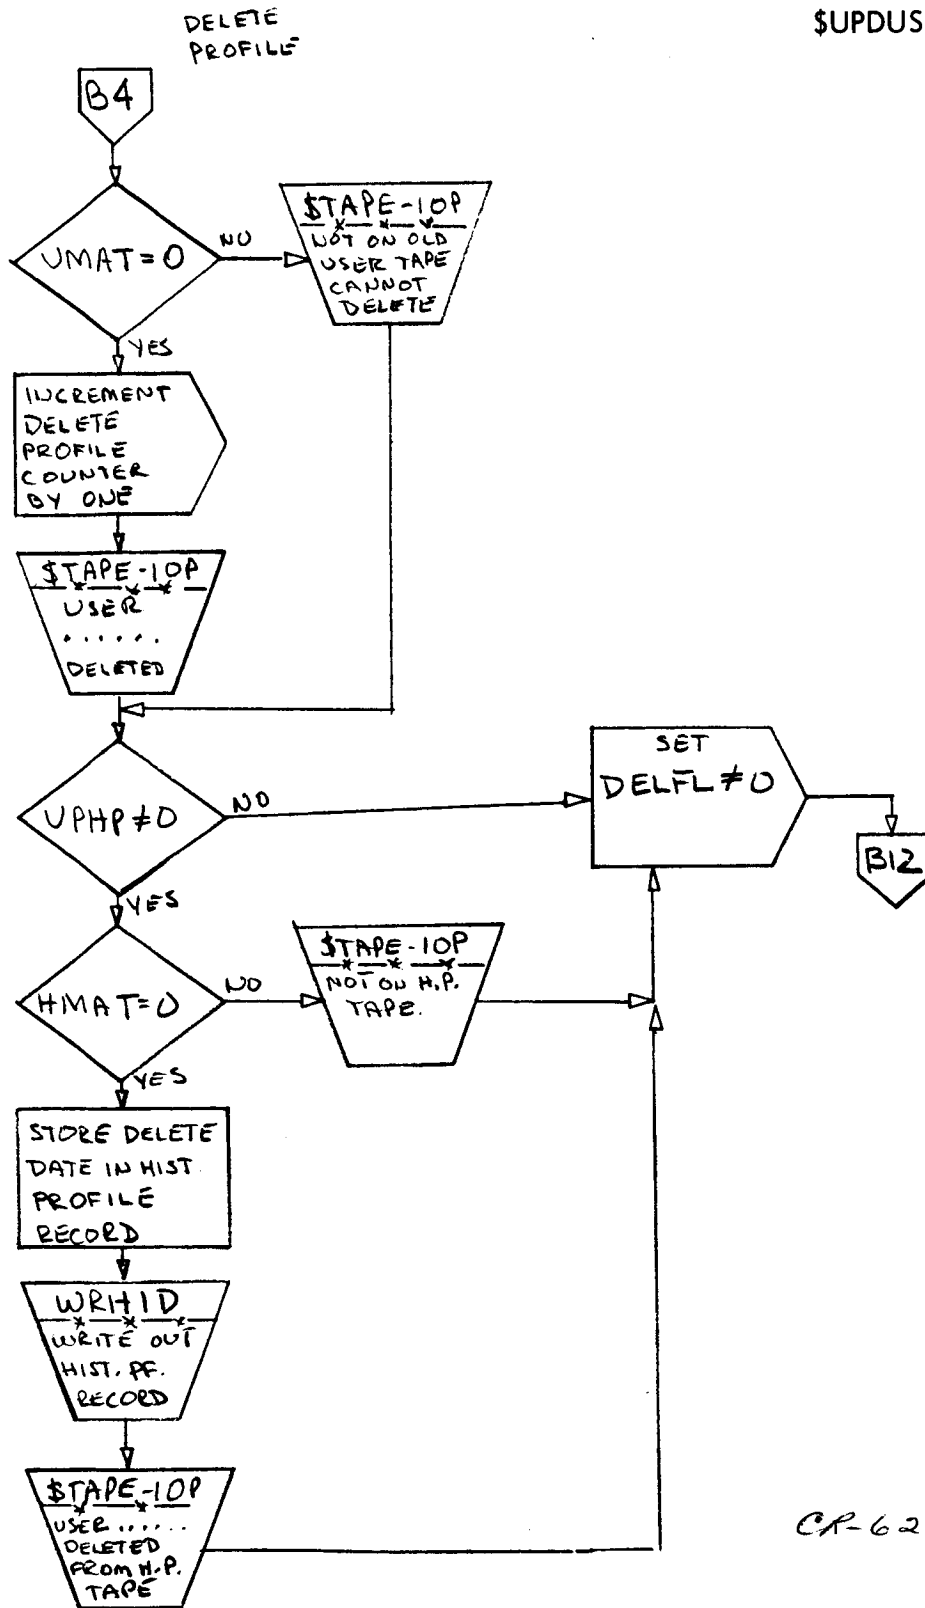 DELETE
PROFILE
$UPDUS
B4
UMAT=0
NO
$TAPE-IOP
NOT ON OLD
USER TAPE
CANNOT
DELETE
YES
INCREMENT
DELETE
PROFILE
COUNTER
BY ONE
$TAPE-IOP
USER
......
DELETED
UPHP≠0
NO
SET
DELFL≠0
B12
YES
HMAT=0
NO
$TAPE-IOP
NOT ON H.P.
TAPE.
YES
STORE DELETE
DATE IN HIST
PROFILE
RECORD
WRHID
WRITE OUT
HIST. PF.
RECORD
$TAPE-IOP
USER ......
DELETED
FROM H.P.
TAPE
CR-62